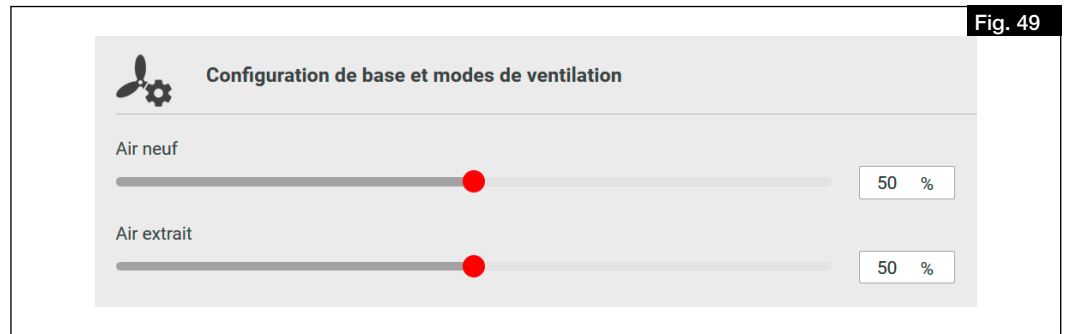 Fig. 49
Configuration de base et modes de ventilation
Air neuf
50 %
Air extrait
50 %